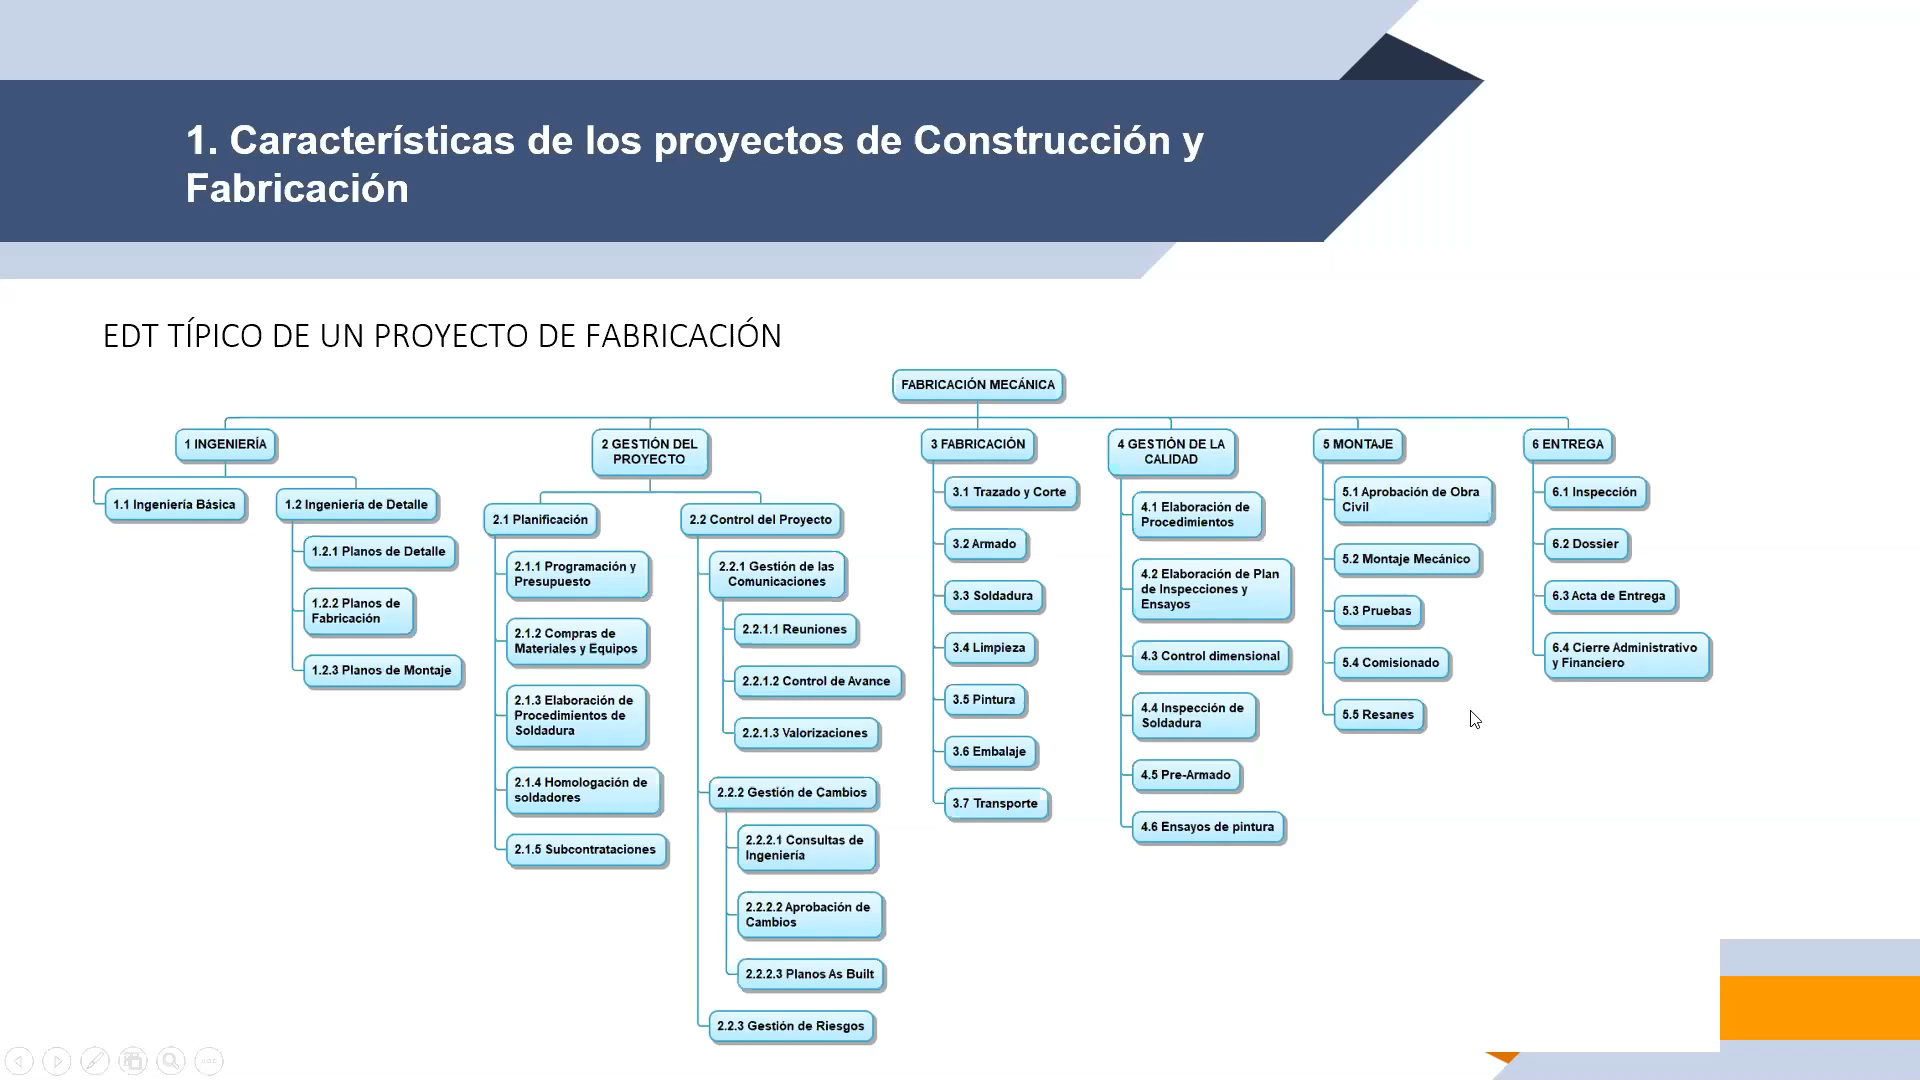 1. Características de los proyectos de Construcción y
Fabricación
EDT TÍPICO DE UN PROYECTO DE FABRICACIÓN
FABRICACIÓN MECÁNICA
1 INGENIERÍA
1.1 Ingeniería Básica
1.2 Ingeniería de Detalle
1.2.1 Planos de Detalle
1.2.2 Planos de
Fabricación
1.2.3 Planos de Montaje
2 GESTIÓN DEL
PROYECTO
2.1 Planificación
2.1.1 Programación y
Presupuesto
2.1.2 Compras de
Materiales y Equipos
2.1.3 Elaboración de
Procedimientos de
Soldadura
2.1.4 Homologación de
soldadores
2.1.5 Subcontrataciones
2.2 Control del Proyecto
2.2.1 Gestión de las
Comunicaciones
2.2.1.1 Reuniones
2.2.1.2 Control de Avance
2.2.1.3 Valorizaciones
2.2.2 Gestión de Cambios
2.2.2.1 Consultas de
Ingenieria
2.2.2.2 Aprobación de
Cambios
2.2.2.3 Planos As Built
2.2.3 Gestión de Riesgos
3 FABRICACIÓN
3.1 Trazado y Corte
3.2 Armado
3.3 Soldadura
3.4 Limpieza
3.5 Pintura
3.6 Embalaje
3.7 Transporte
4 GESTIÓN DE LA
CALIDAD
4.1 Elaboración de
Procedimientos
4.2 Elaboración de Plan
de Inspecciones y
Ensayos
4.3 Control dimensional
4.4 Inspección de
Soldadura
4.5 Pre-Armado
4.6 Ensayos de pintura
5 MONTAJE
5.1 Aprobación de Obra
Civil
5.2 Montaje Mecánico
5.3 Pruebas
5.4 Comisionado
5.5 Resanes
6 ENTREGA
6.1 Inspección
6.2 Dossier
6.3 Acta de Entrega
6.4 Cierre Administrativo
y Financiero